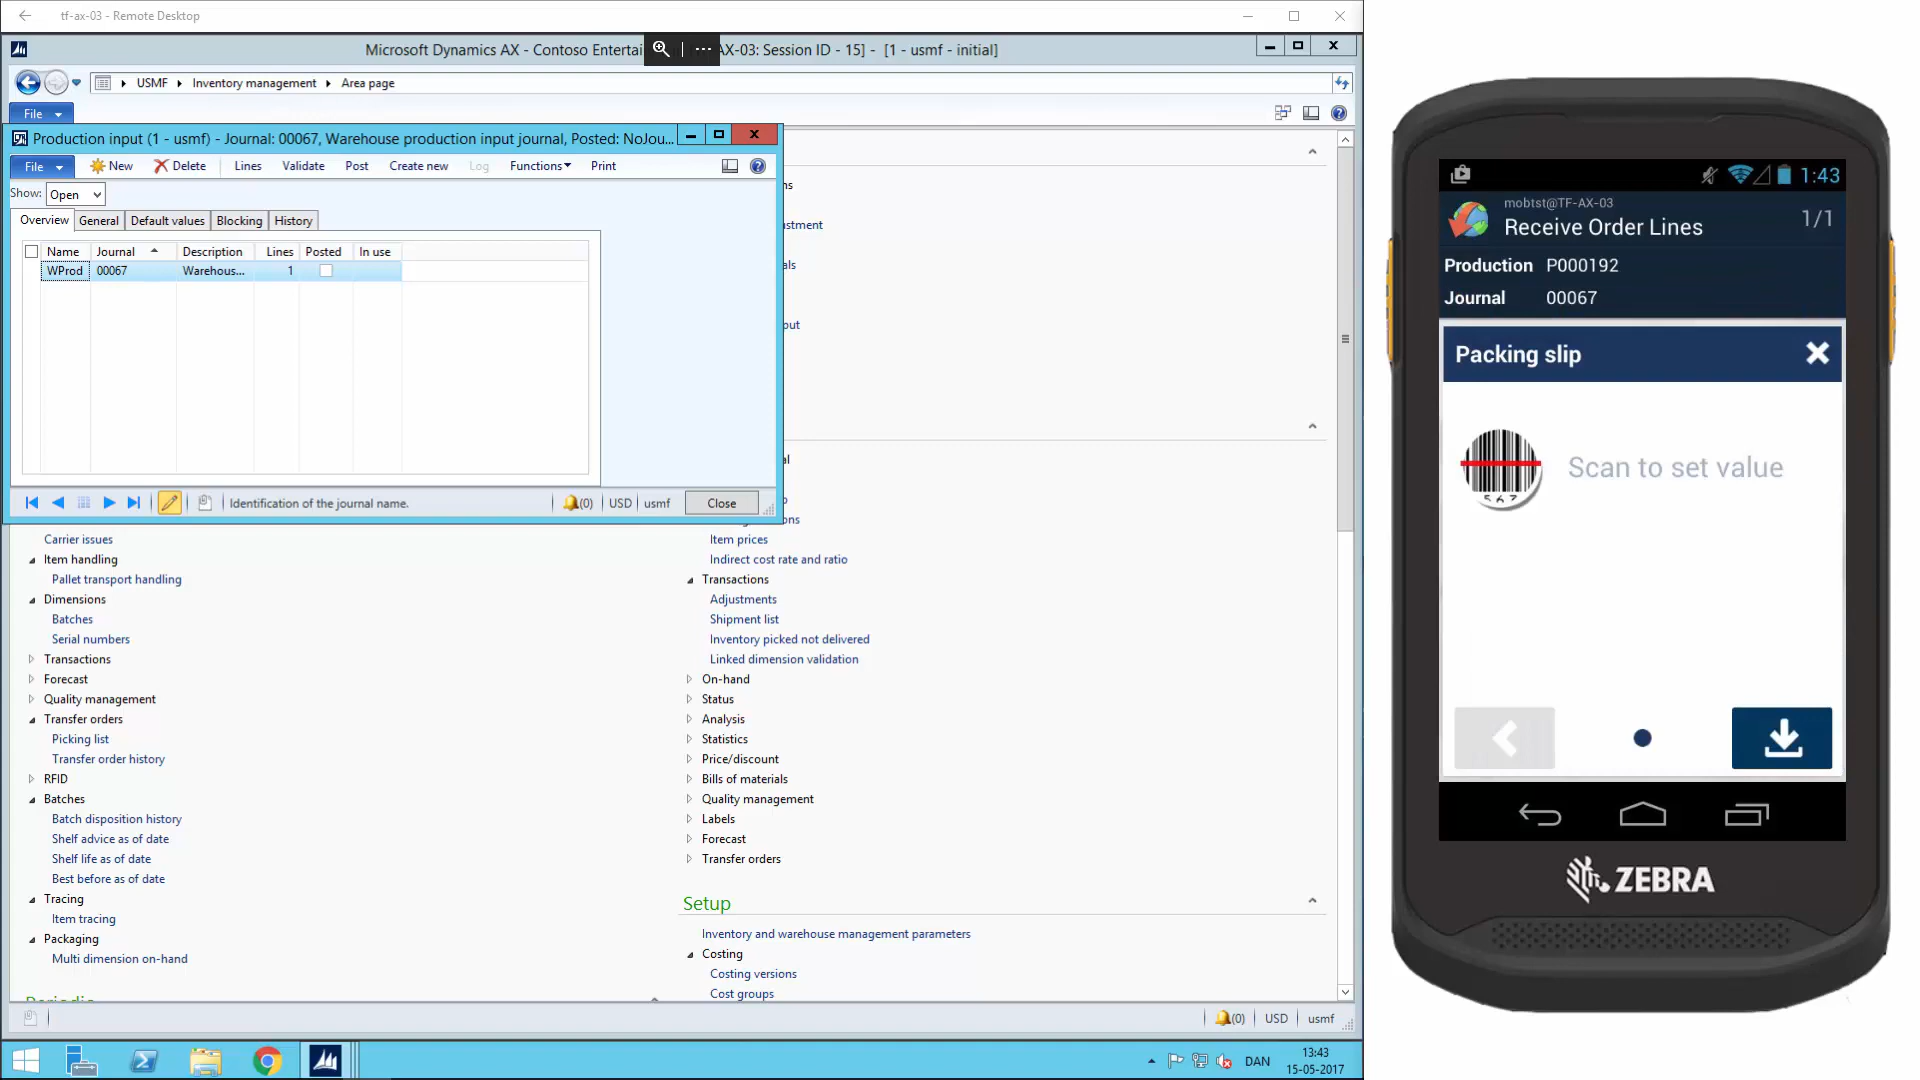 tf-ax-03 - Remote Desktop
Microsoft Dynamics AX - Contoso Entertai
AX-03: Session ID - 15] - [1 - usmf - initial]
USMF
Inventory management
Area page
File
Production input (1 - usmf) - Journal: 00067, Warehouse production input journal, Posted: NoJou...
File
New
Delete
Lines
Validate
Post
Create new
Log
Functions
Print
Show:
Open
Overview
General
Default values
Blocking
History
Name
Journal
Description
Lines
Posted
In use
WProd
00067
Warehous...
1
Identification of the journal name.
(0)
USD
usmf
Close
Carrier issues
Item handling
Pallet transport handling
Dimensions
Batches
Serial numbers
Transactions
Forecast
Quality management
Transfer orders
Picking list
Transfer order history
RFID
Batches
Batch disposition history
Shelf advice as of date
Shelf life as of date
Best before as of date
Tracing
Item tracing
Packaging
Multi dimension on-hand
Periodic
ns
stment
als
put
al
o
ons
Item prices
Indirect cost rate and ratio
Transactions
Adjustments
Shipment list
Inventory picked not delivered
Linked dimension validation
On-hand
Status
Analysis
Statistics
Price/discount
Bills of materials
Quality management
Labels
Forecast
Transfer orders
Setup
Inventory and warehouse management parameters
Costing
Costing versions
Cost groups
(0)
USD
usmf
DAN
13:43
15-05-2017
1:43
mobtst@TF-AX-03
Receive Order Lines
1/1
Production P000192
Journal 00067
Packing slip
567
Scan to set value
ZEBRA